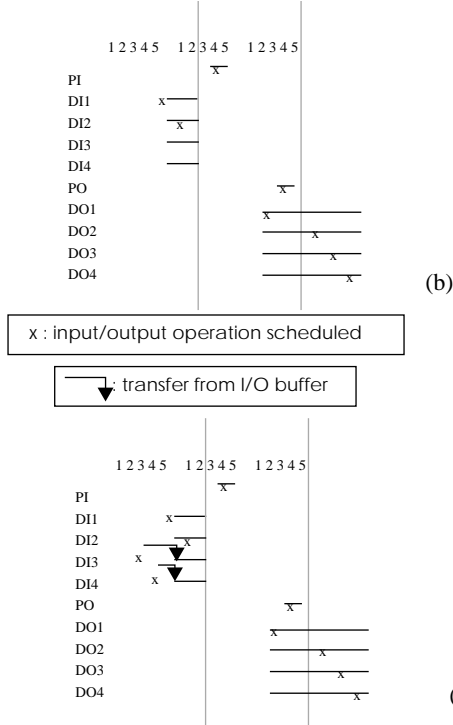 1 2 3 4 5 1 2 3 4 5 1 2 3 4 5
PI x
DI1 x
DI2 x
DI3
DI4
PO x
DO1 x
DO2 x
DO3 x
DO4 x
(b)
x : input/output operation scheduled
: transfer from I/O buffer
1 2 3 4 5 1 2 3 4 5 1 2 3 4 5
PI x
DI1 x
DI2 x
DI3 x
DI4 x
PO x
DO1 x
DO2 x
DO3 x
DO4 x
(